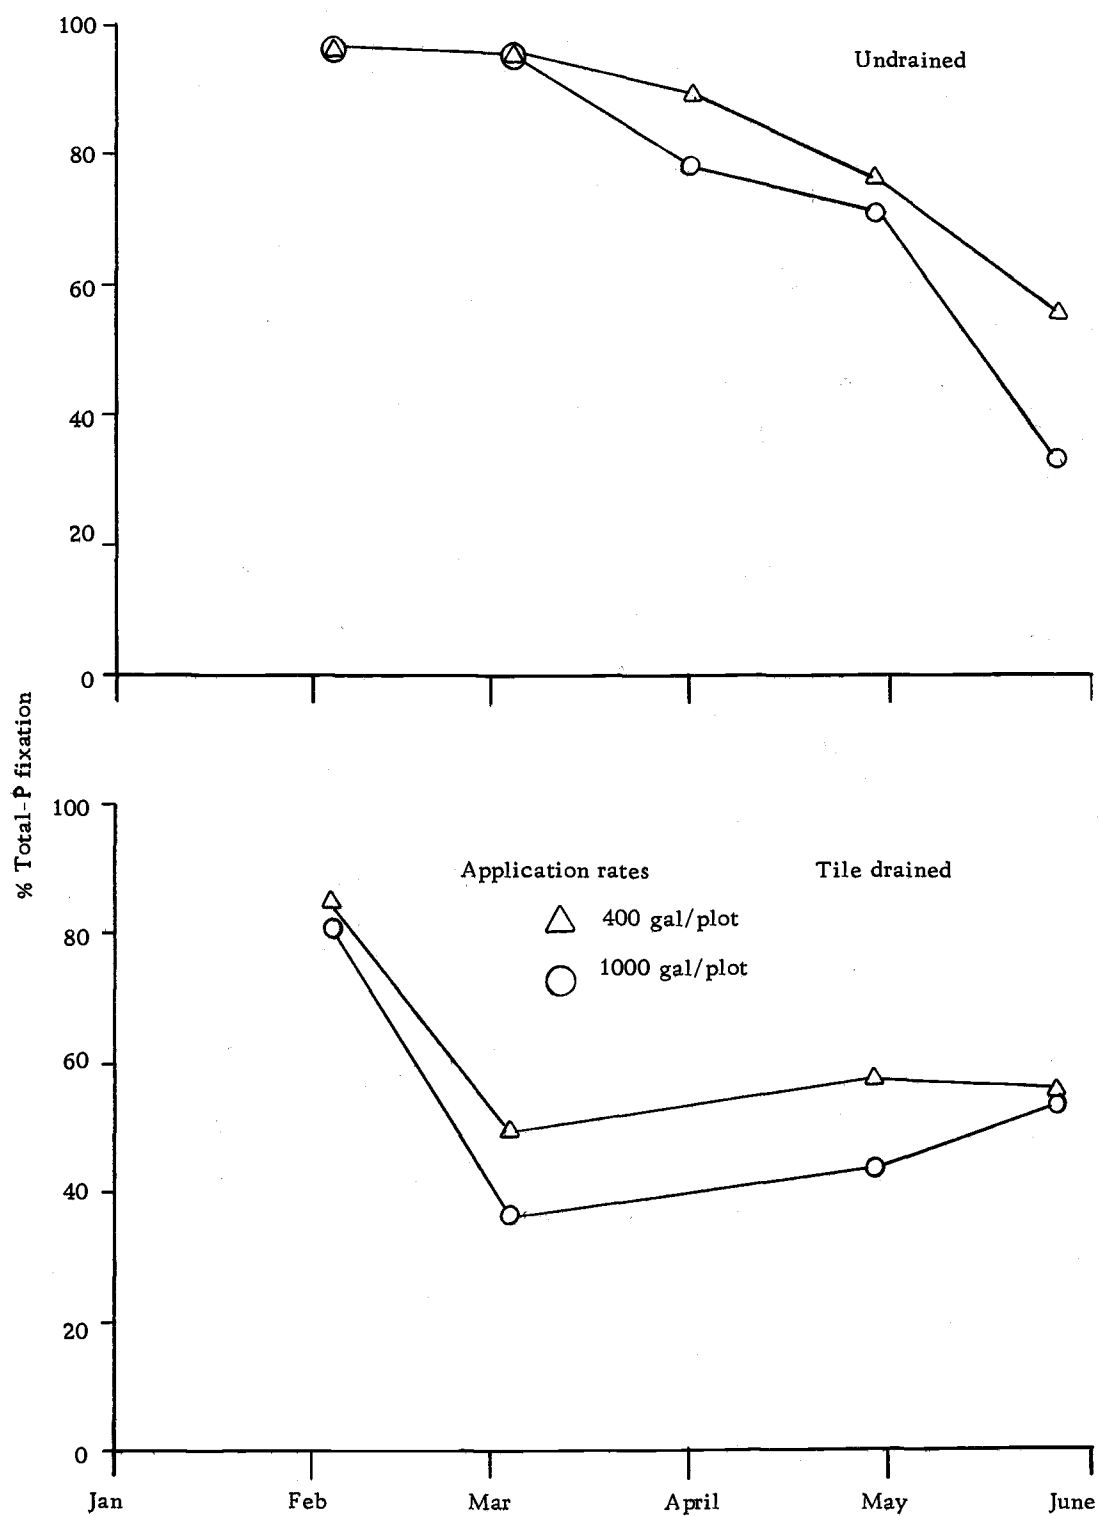 100
Undrained
80
60
40
20
0
% Total-P fixation
100
Application rates
Tile drained
400 gal/plot
80
1000 gal/plot
60
40
20
0
Jan
Feb
Mar
April
May
June